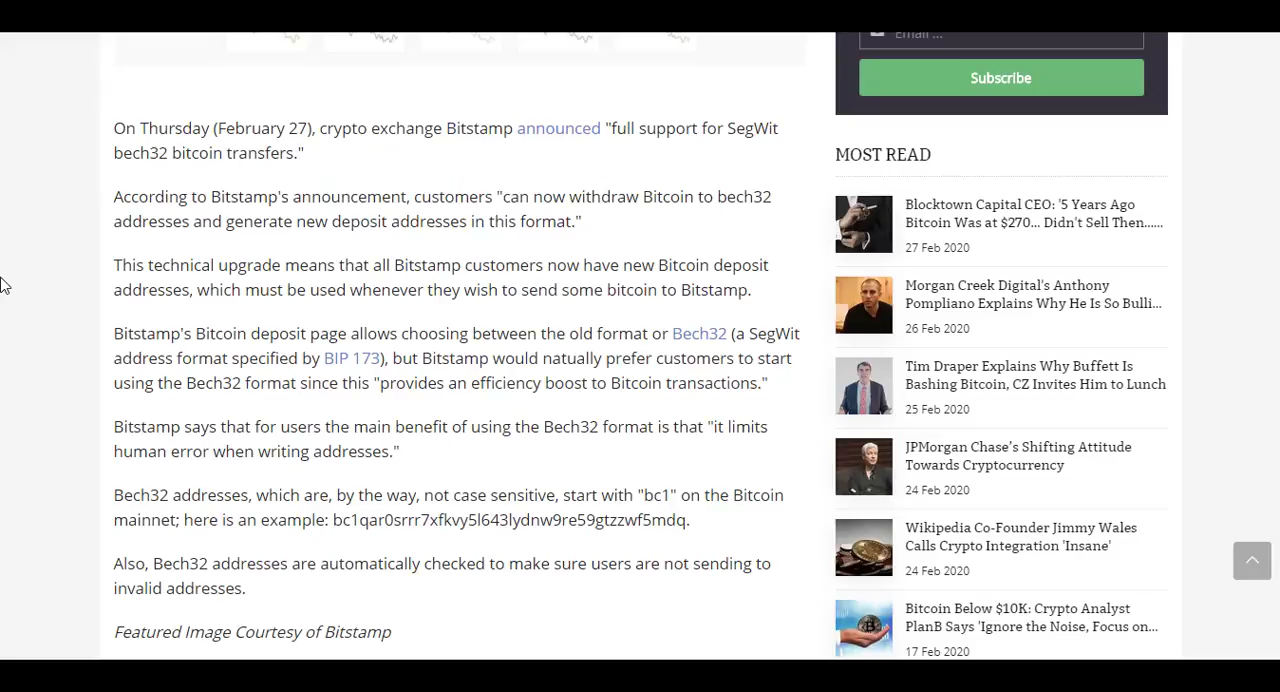 Email ...
Subscribe
On Thursday (February 27), crypto exchange Bitstamp announced "full support for SegWit
bech32 bitcoin transfers."
According to Bitstamp's announcement, customers "can now withdraw Bitcoin to bech32
addresses and generate new deposit addresses in this format."
This technical upgrade means that all Bitstamp customers now have new Bitcoin deposit
addresses, which must be used whenever they wish to send some bitcoin to Bitstamp.
Bitstamp's Bitcoin deposit page allows choosing between the old format or Bech32 (a SegWit
address format specified by BIP 173), but Bitstamp would natually prefer customers to start
using the Bech32 format since this "provides an efficiency boost to Bitcoin transactions."
Bitstamp says that for users the main benefit of using the Bech32 format is that "it limits
human error when writing addresses."
Bech32 addresses, which are, by the way, not case sensitive, start with "bc1" on the Bitcoin
mainnet; here is an example: bc1qar0srrr7xfkvy5l643lydnw9re59gtzzwf5mdq.
Also, Bech32 addresses are automatically checked to make sure users are not sending to
invalid addresses.
Featured Image Courtesy of Bitstamp
MOST READ
Blocktown Capital CEO: '5 Years Ago
Bitcoin Was at $270... Didn't Sell Then......
27 Feb 2020
Morgan Creek Digital's Anthony
Pompliano Explains Why He Is So Bulli...
26 Feb 2020
Tim Draper Explains Why Buffett Is
Bashing Bitcoin, CZ Invites Him to Lunch
25 Feb 2020
JPMorgan Chase's Shifting Attitude
Towards Cryptocurrency
24 Feb 2020
Wikipedia Co-Founder Jimmy Wales
Calls Crypto Integration 'Insane'
24 Feb 2020
Bitcoin Below $10K: Crypto Analyst
PlanB Says 'Ignore the Noise, Focus on...
17 Feb 2020